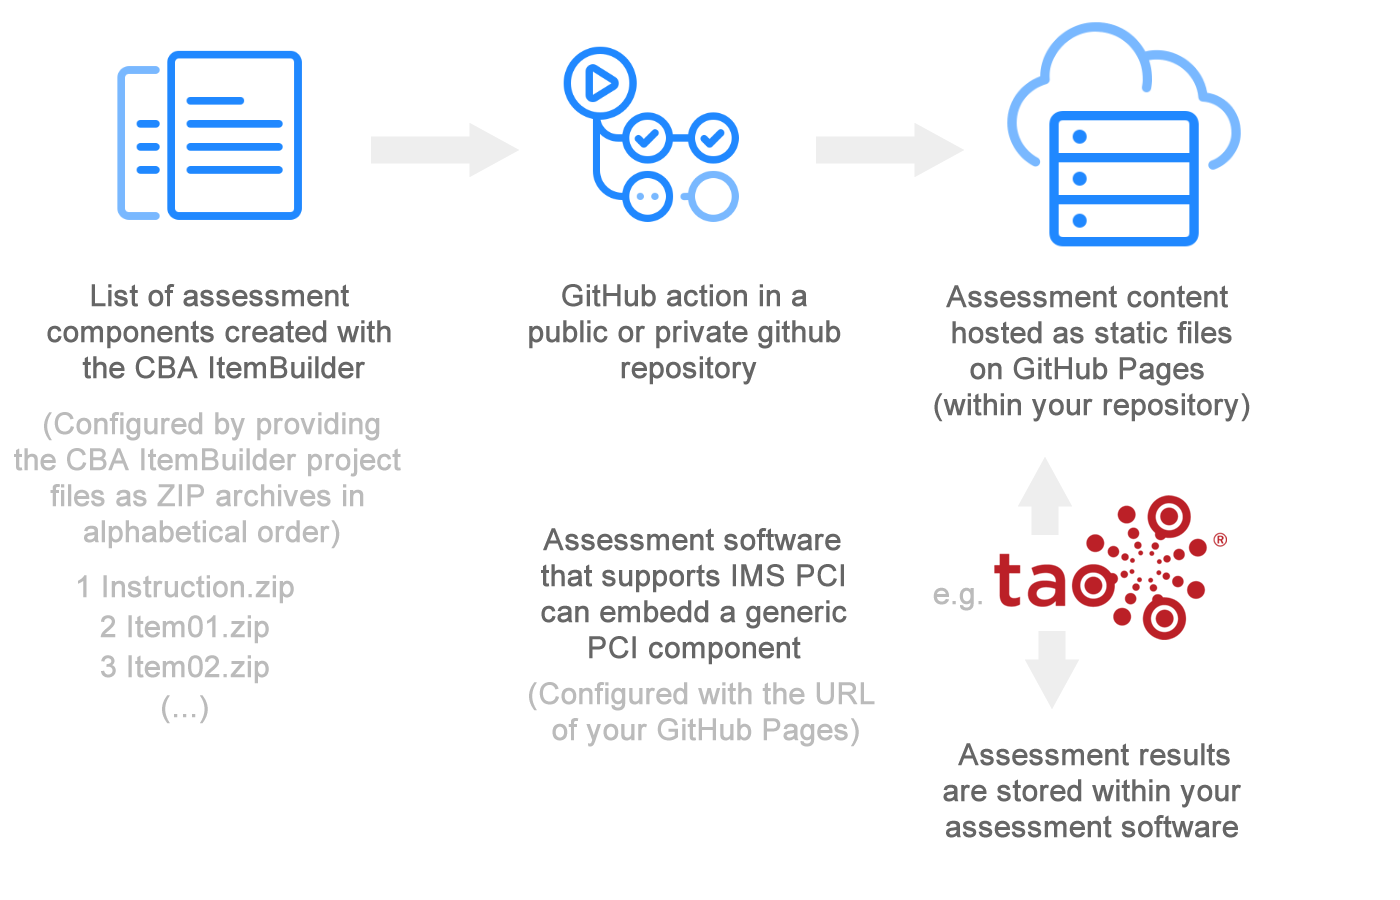 List of assessment
components created with
the CBA ItemBuilder
(Configured by providing
the CBA ItemBuilder project
files as ZIP archives in
alphabetical order)
1 Instruction.zip
2 Item01.zip
3 Item02.zip
(...)
GitHub action in a
public or private github
repository
Assessment software
that supports IMS PCI
can embedd a generic
PCI component
(Configured with the URL
of your GitHub Pages)
Assessment content
hosted as static files
on GitHub Pages
(within your repository)
e.g. tao ®
Assessment results
are stored within your
assessment software